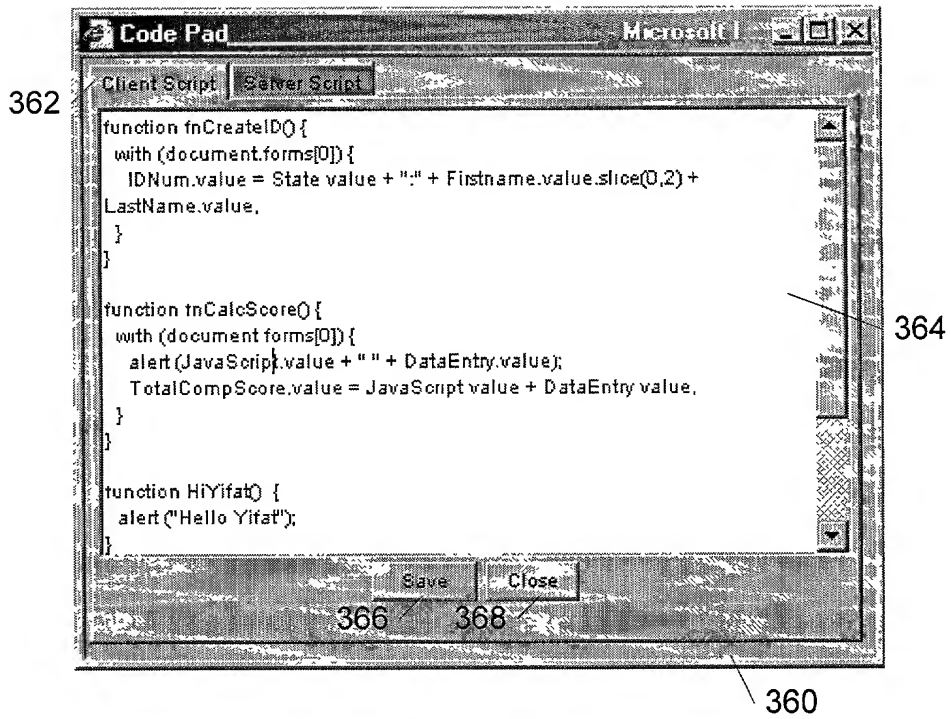 Code Pad - Microsoft I
Client Script Server Script
362
function fnCreateID() {
with (document.forms[0]) {
IDNum.value = State value + ":" + Firstname.value.slice(0,2) +
LastName.value,
}
}
function fnCalcScore() {
with (document forms[0]) {
alert (JavaScript.value + " " + DataEntry.value);
TotalCompScore.value = JavaScript value + DataEntry value,
}
}
function HiYifat() {
alert ("Hello Yifat");
}
364
Save Close
366 368
360